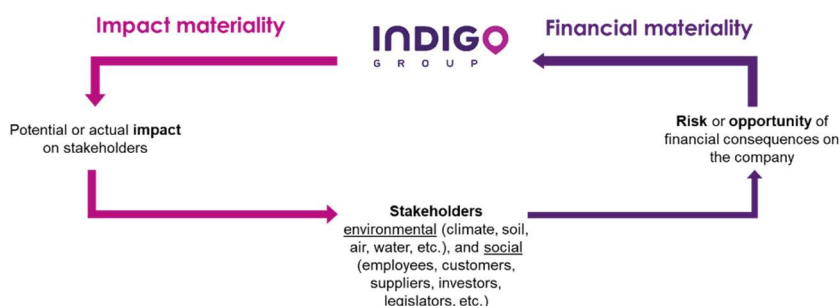 Impact materiality
INDIGO
GROUP
Financial materiality
Potential or actual impact
on stakeholders
Risk or opportunity of
financial consequences on
the company
Stakeholders
environmental (climate, soil,
air, water, etc.), and social
(employees, customers,
suppliers, investors,
legislators, etc.)